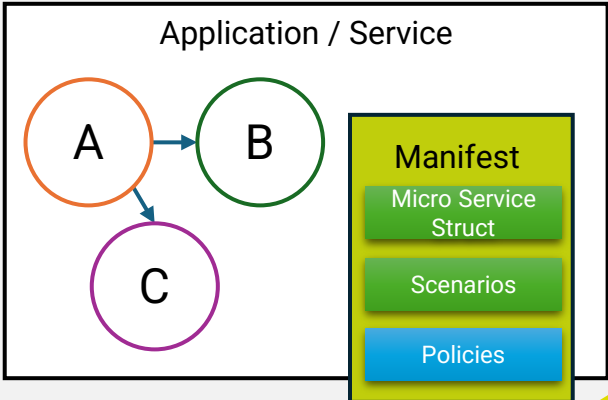 Application / Service
A
B
C
Manifest
Micro Service
Struct
Scenarios
Policies